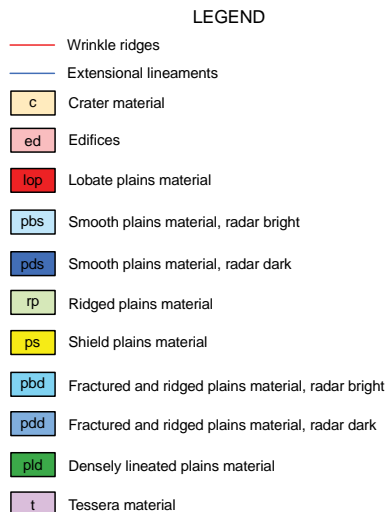 LEGEND
Wrinkle ridges
Extensional lineaments
c Crater material
ed Edifices
lop Lobate plains material
pbs Smooth plains material, radar bright
pds Smooth plains material, radar dark
rp Ridged plains material
ps Shield plains material
pbd Fractured and ridged plains material, radar bright
pdd Fractured and ridged plains material, radar dark
pld Densely lineated plains material
t Tessera material